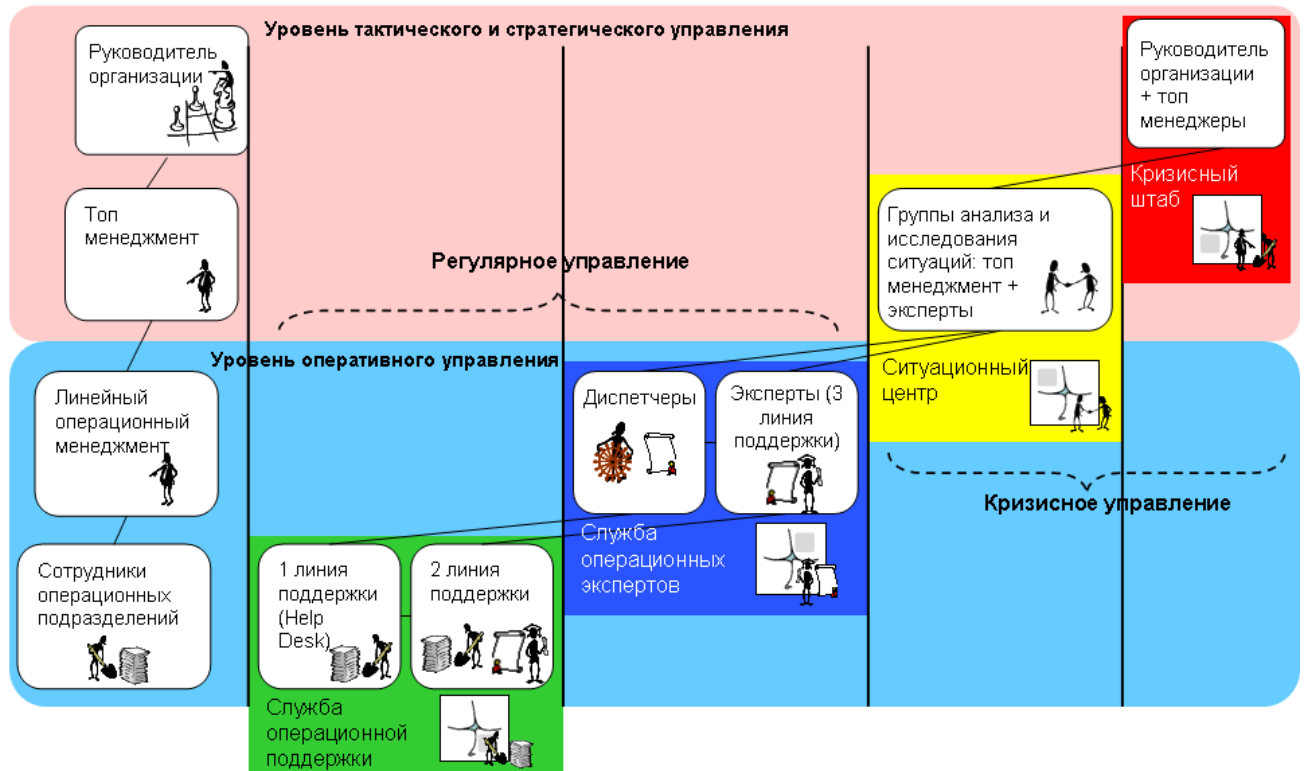 Уровень тактического и стратегического управления
Руководитель
организации
Топ
менеджмент
Линейный
операционный
менеджмент
Сотрудники
операционных
подразделений
Регулярное управление
Уровень оперативного управления
1 линия
поддержки
(Help
Desk)
2 линия
поддержки
Служба
операционной
поддержки
Диспетчеры
Эксперты (3
линия
поддержки)
Служба
операционных
экспертов
Группы анализа и
исследования
ситуаций: топ
менеджмент +
эксперты
Ситуационный
центр
Руководитель
организации
+ топ
менеджеры
Кризисный
штаб
Кризисное управление